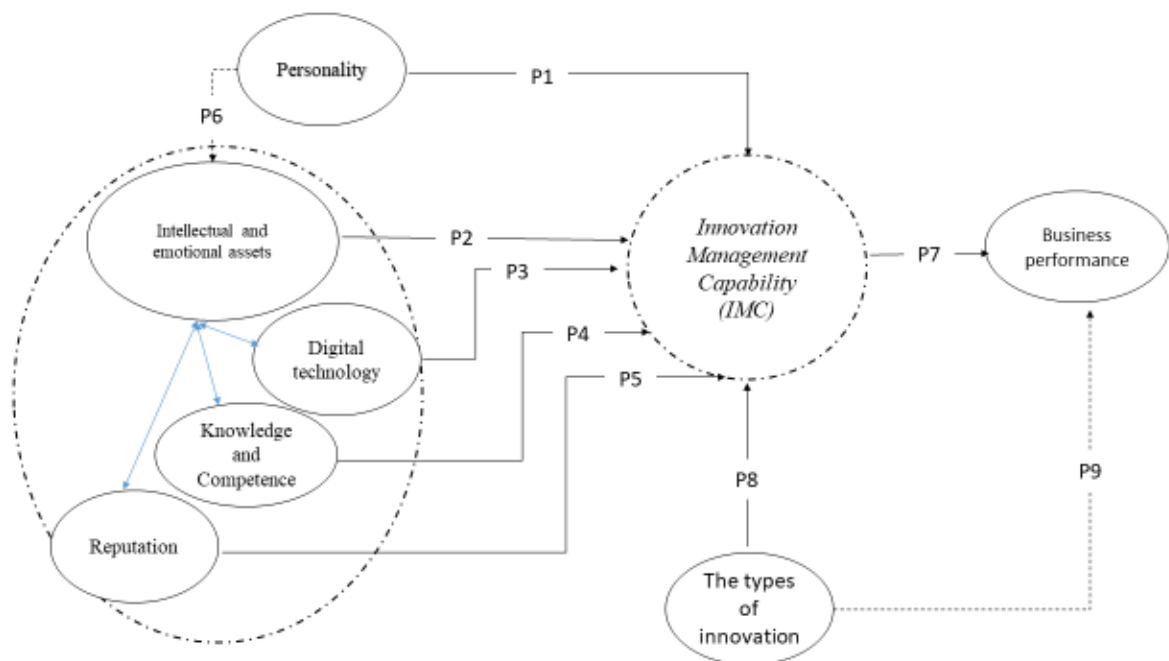 Personality
P1
P6
Intellectual and
emotional assets
P2
P3
Digital
technology
P4
Knowledge
and
Competence
P5
Reputation
Innovation
Management
Capability
(IMC)
P7
Business
performance
P8
P9
The types
of
innovation